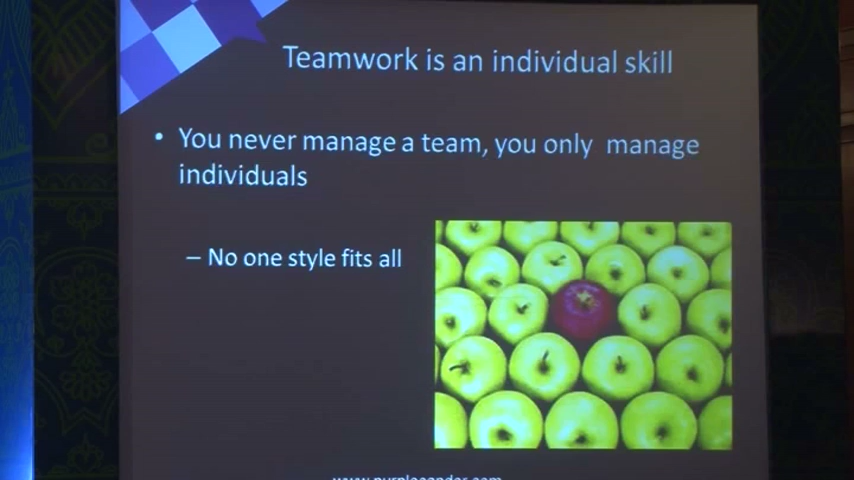 Teamwork is an individual skill
• You never manage a team, you only manage
individuals
– No one style fits all